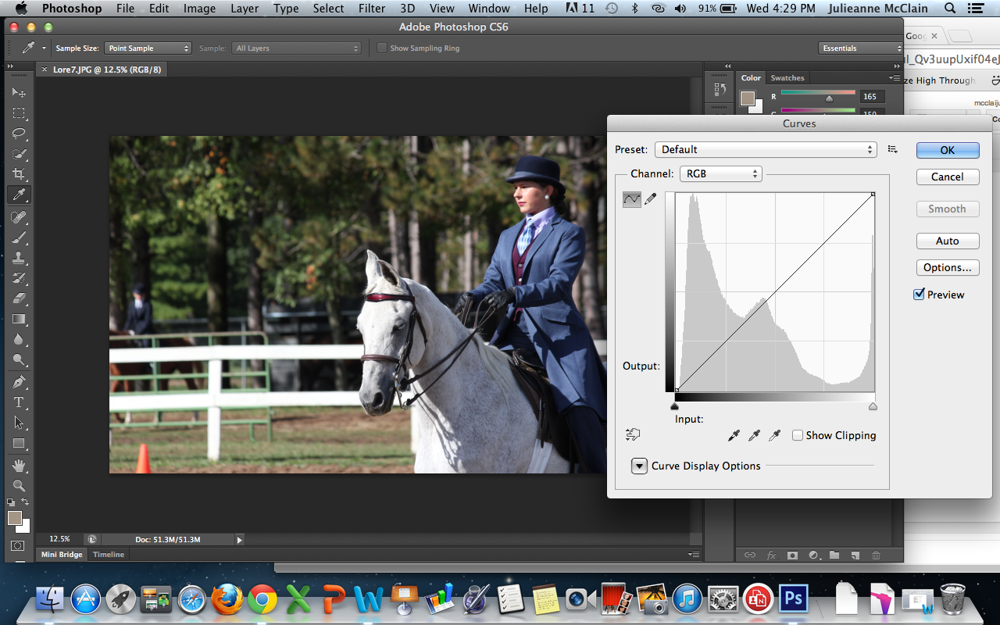 Photoshop File Edit Image Layer Type Select Filter 3D View Window Help 11 91% Wed 4:29 PM Julieanne McClain
Adobe Photoshop CS6
Goog
Sample Size: Point Sample Sample: All Layers Show Sampling Ring Essentials
Lore7.JPG @ 12.5% (RGB/8)
Color Swatches
ze High Through
R 165
mcclaiju
Curves
Preset: Default
OK
Channel: RGB
Cancel
Smooth
Auto
Options...
Preview
Output:
Input:
Show Clipping
Curve Display Options
12.5% Doc: 51.3M/51.3M
Mini Bridge Timeline
fx
Ps